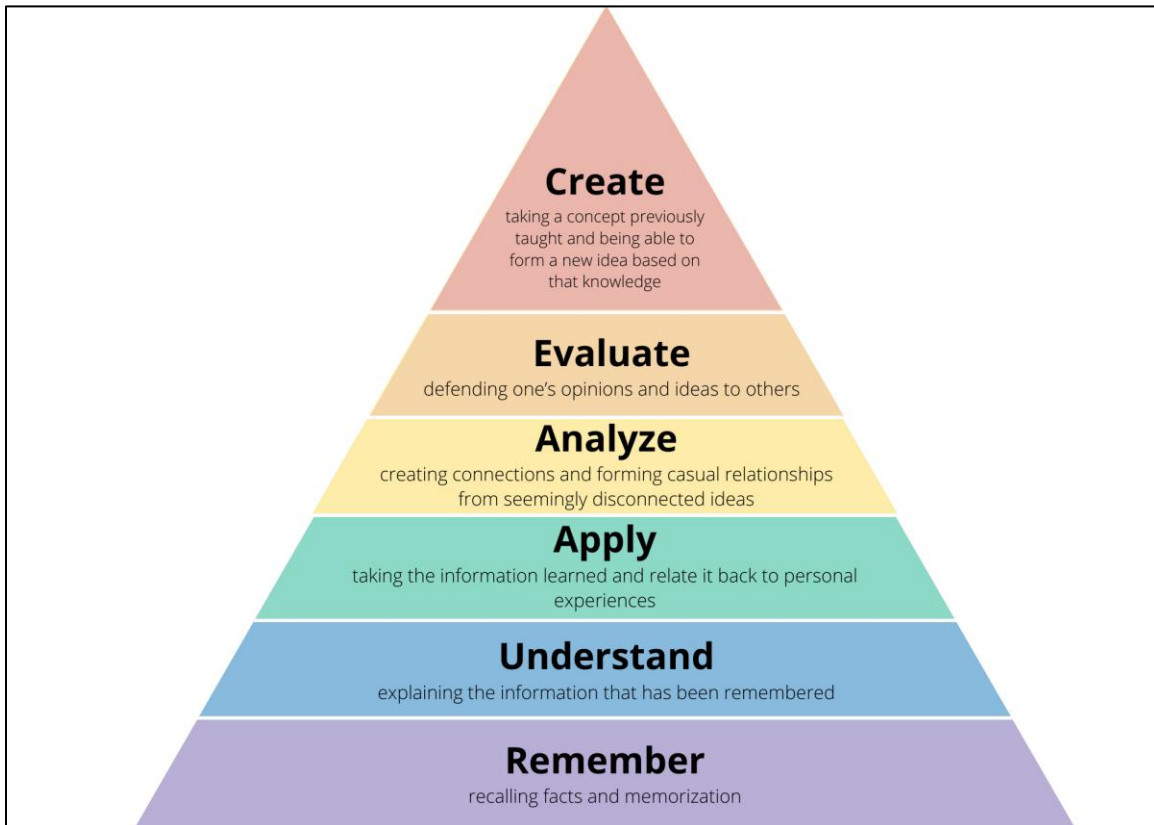 Create
taking a concept previously
taught and being able to
form a new idea based on
that knowledge
Evaluate
defending one’s opinions and ideas to others
Analyze
creating connections and forming casual relationships
from seemingly disconnected ideas
Apply
taking the information learned and relate it back to personal
experiences
Understand
explaining the information that has been remembered
Remember
recalling facts and memorization